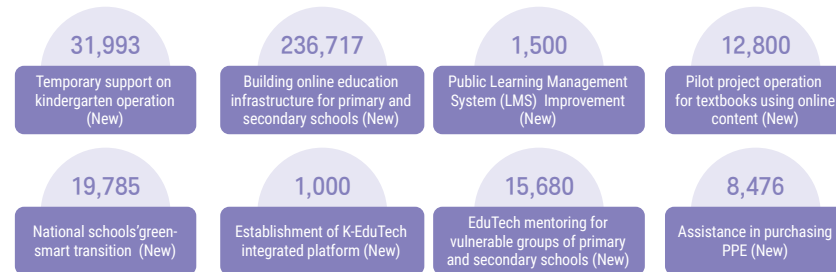 31,993
Temporary support on
kindergarten operation
(New)
236,717
Building online education
infrastructure for primary and
secondary schools (New)
1,500
Public Learning Management
System (LMS) Improvement
(New)
12,800
Pilot project operation
for textbooks using online
content (New)
19,785
National schools'green-
smart transition (New)
1,000
Establishment of K-EduTech
integrated platform (New)
15,680
EduTech mentoring for
vulnerable groups of primary
and secondary schools (New)
8,476
Assistance in purchasing
PPE (New)